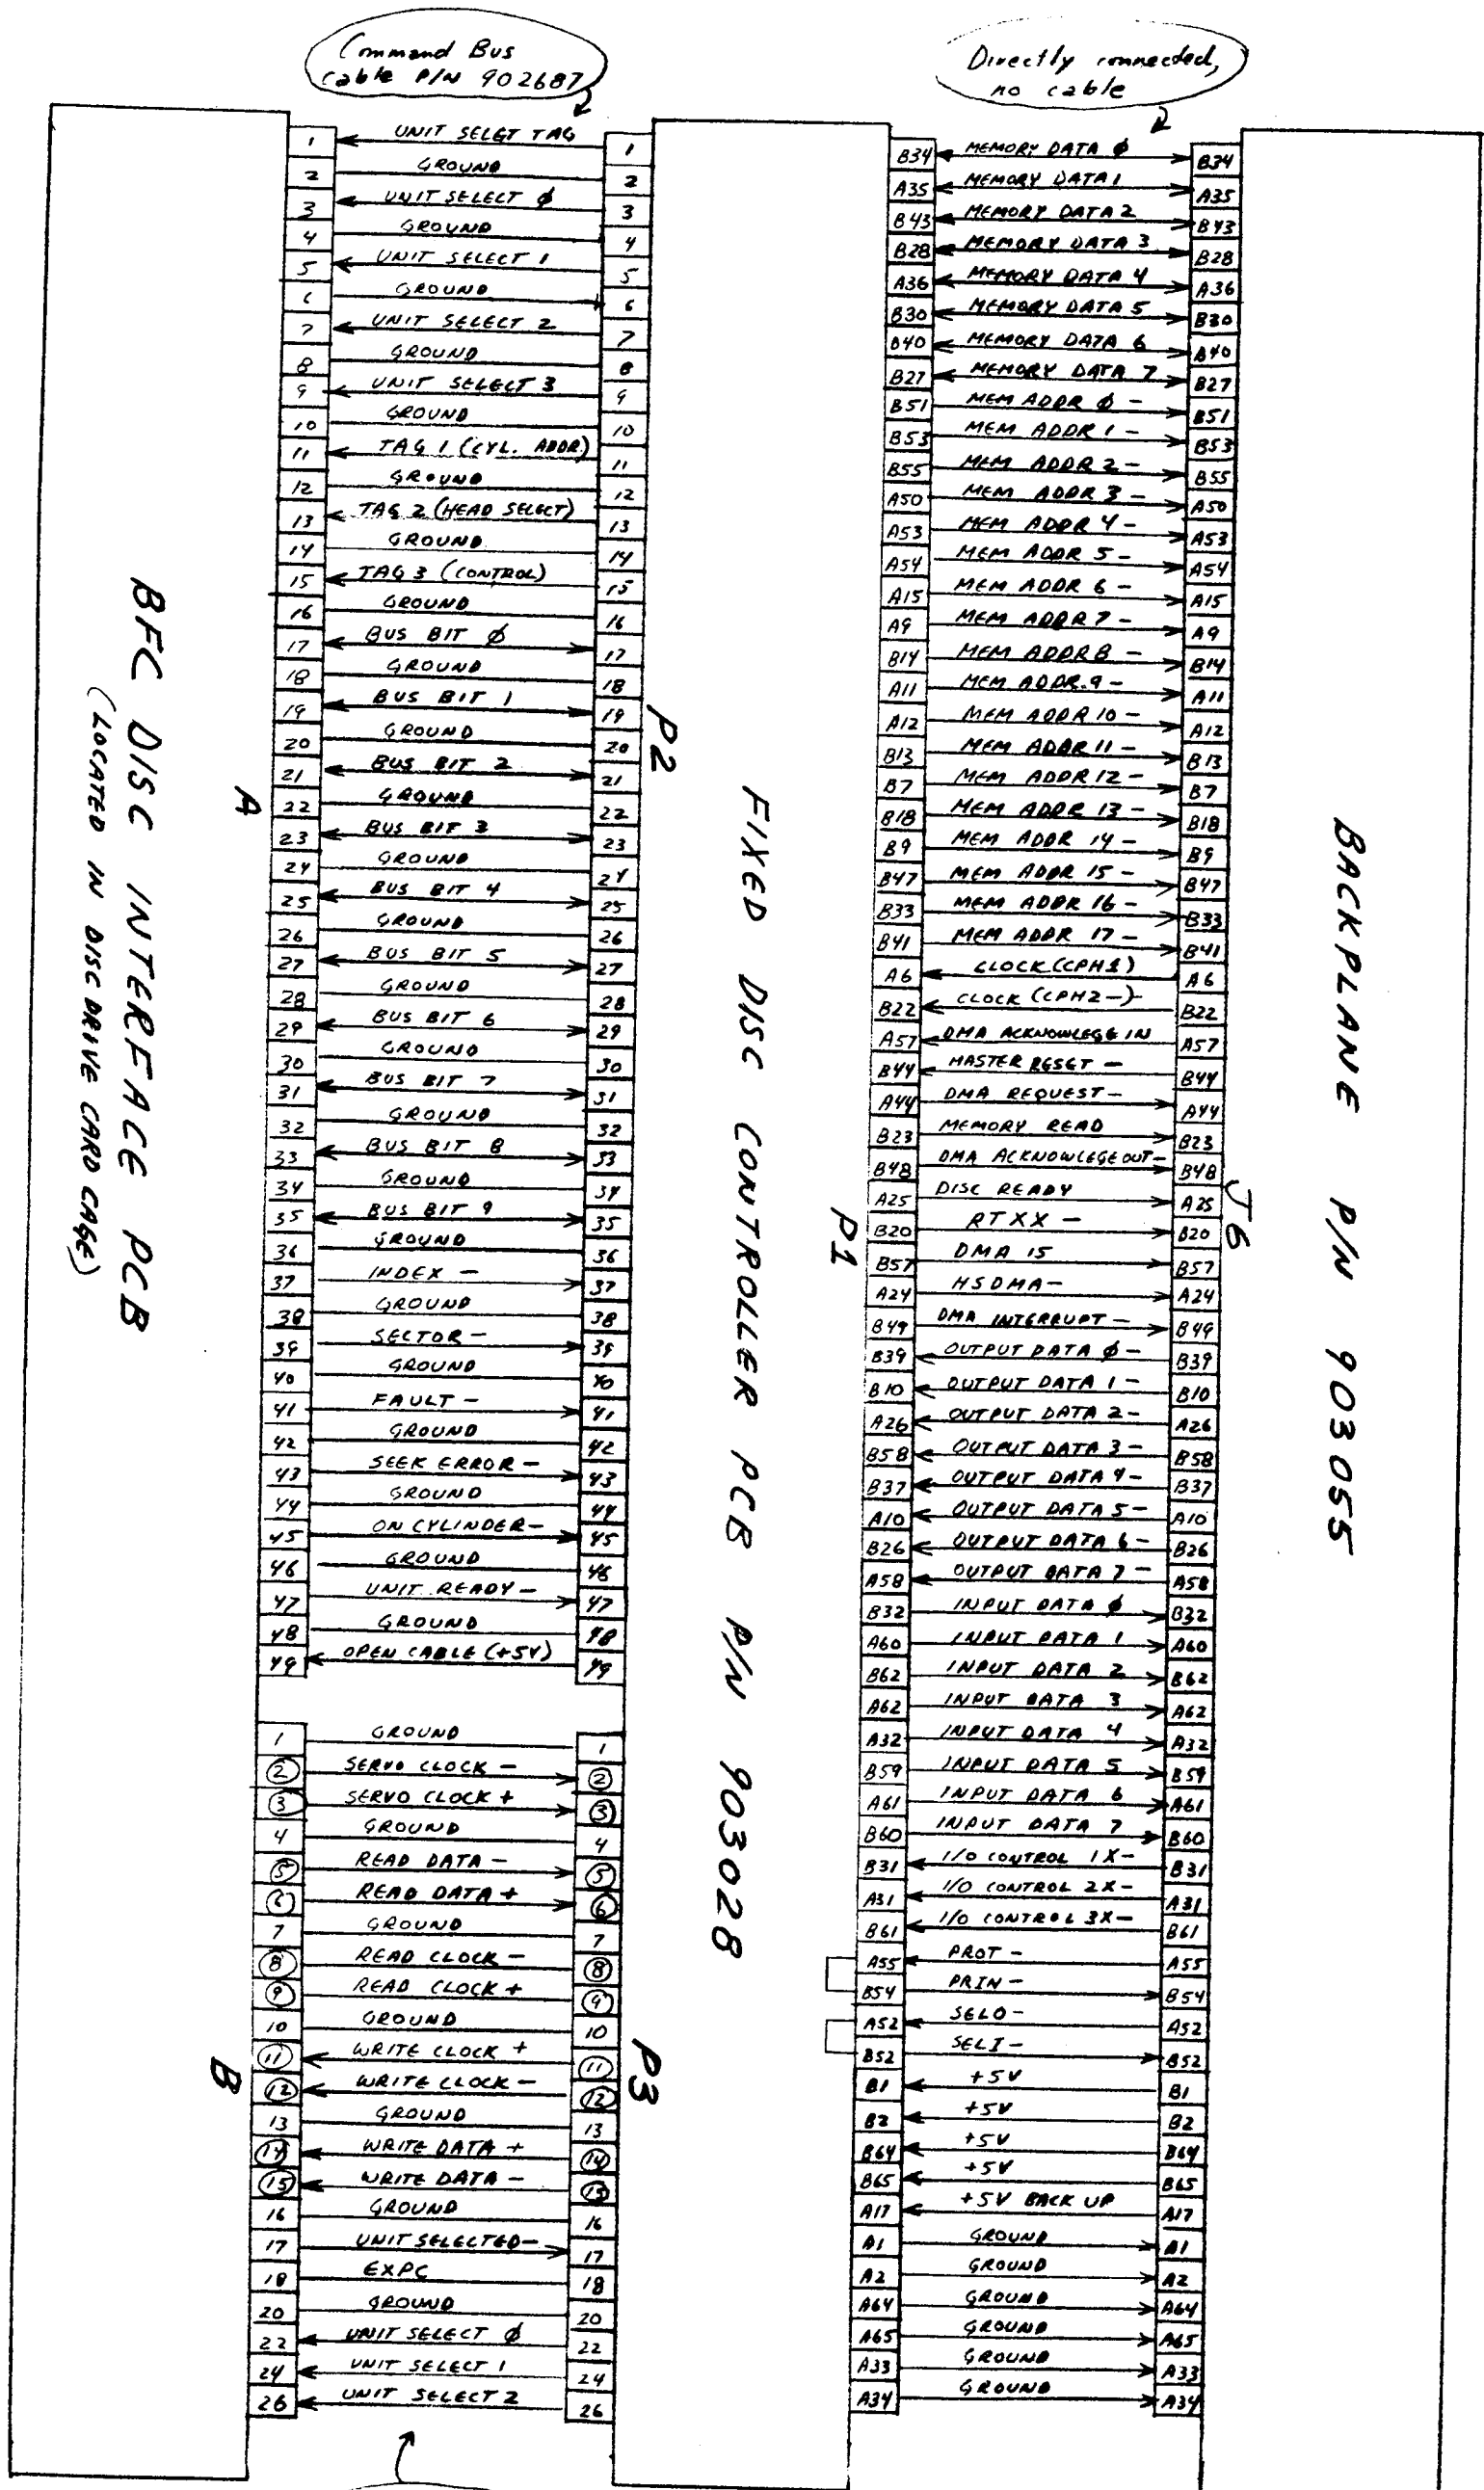 Command Bus
cable P/N 902687
Directly connected,
no cable
1 UNIT SELGT TAG 1
2 GROUND 2
3 UNIT SELECT Ø 3
4 GROUND 4
5 UNIT SELECT 1 5
6 GROUND 6
7 UNIT SELECT 2 7
8 GROUND 8
9 UNIT SELECT 3 9
10 GROUND 10
11 TAG 1 (CYL. ADDR) 11
12 GROUND 12
13 TAG 2 (HEAD SELECT) 13
14 GROUND 14
15 TAG 3 (CONTROL) 15
16 GROUND 16
17 BUS BIT Ø 17
18 GROUND 18
19 BUS BIT 1 19
20 GROUND 20
21 BUS BIT 2 21
22 GROUND 22
23 BUS BIT 3 23
24 GROUND 24
25 BUS BIT 4 25
26 GROUND 26
27 BUS BIT 5 27
28 GROUND 28
29 BUS BIT 6 29
30 GROUND 30
31 BUS BIT 7 31
32 GROUND 32
33 BUS BIT 8 33
34 GROUND 34
35 BUS BIT 9 35
36 GROUND 36
37 INDEX - 37
38 GROUND 38
39 SECTOR - 39
40 GROUND 40
41 FAULT - 41
42 GROUND 42
43 SEEK ERROR - 43
44 GROUND 44
45 ON CYLINDER - 45
46 GROUND 46
47 UNIT READY - 47
48 GROUND 48
49 OPEN CABLE (+5V) 49
1 GROUND 1
2 SERVO CLOCK - 2
3 SERVO CLOCK + 3
4 GROUND 4
5 READ DATA - 5
6 READ DATA + 6
7 GROUND 7
8 READ CLOCK - 8
9 READ CLOCK + 9
10 GROUND 10
11 WRITE CLOCK + 11
12 WRITE CLOCK - 12
13 GROUND 13
14 WRITE DATA + 14
15 WRITE DATA - 15
16 GROUND 16
17 UNIT SELECTED - 17
18 EXPC 18
20 GROUND 20
22 UNIT SELECT Ø 22
24 UNIT SELECT 1 24
26 UNIT SELECT 2 26
B34 MEMORY DATA Ø B34
A35 MEMORY DATA 1 A35
B43 MEMORY DATA 2 B43
B28 MEMORY DATA 3 B28
A36 MEMORY DATA 4 A36
B30 MEMORY DATA 5 B30
B40 MEMORY DATA 6 B40
B27 MEMORY DATA 7 B27
B51 MEM ADDR Ø - B51
B53 MEM ADDR 1 - B53
B55 MEM ADDR 2 - B55
A50 MEM ADDR 3 - A50
A53 MEM ADDR 4 - A53
A54 MEM ADDR 5 - A54
A15 MEM ADDR 6 - A15
A9 MEM ADDR 7 - A9
B14 MEM ADDR 8 - B14
A11 MEM ADDR. 9 - A11
A12 MEM ADDR 10 - A12
B13 MEM ADDR 11 - B13
B7 MEM ADDR 12 - B7
B18 MEM ADDR 13 - B18
B9 MEM ADDR 14 - B9
B47 MEM ADDR 15 - B47
B33 MEM ADDR 16 - B33
B41 MEM ADDR 17 - B41
A6 CLOCK (CPH1) A6
B22 CLOCK (CPH2-) B22
A57 DMA ACKNOWLEGE IN A57
B44 MASTER RESET - B44
A44 DMA REQUEST - A44
B23 MEMORY READ B23
B48 DMA ACKNOWLEGE OUT - B48
A25 DISC READY A25
B20 RTXX - B20
B57 DMA 15 B57
A24 HSDMA - A24
B49 DMA INTERRUPT - B49
B39 OUTPUT DATA Ø - B39
B10 OUTPUT DATA 1 - B10
A26 OUTPUT DATA 2 - A26
B58 OUTPUT DATA 3 - B58
B37 OUTPUT DATA 4 - B37
A10 OUTPUT DATA 5 - A10
B26 OUTPUT DATA 6 - B26
A58 OUTPUT DATA 7 - A58
B32 INPUT DATA Ø B32
A60 INPUT DATA 1 A60
B62 INPUT DATA 2 B62
A62 INPUT DATA 3 A62
A32 INPUT DATA 4 A32
B59 INPUT DATA 5 B59
A61 INPUT DATA 6 A61
B60 INPUT DATA 7 B60
B31 I/O CONTROL 1X - B31
A31 I/O CONTROL 2X - A31
B61 I/O CONTROL 3X - B61
A55 PROT - A55
B54 PRIN - B54
A52 SELO - A52
B52 SELI - B52
B1 +5V B1
B2 +5V B2
B64 +5V B64
B65 +5V B65
A17 +5V BACK UP A17
A1 GROUND A1
A2 GROUND A2
A64 GROUND A64
A65 GROUND A65
A33 GROUND A33
A34 GROUND A34
BFC DISC INTERFACE PCB
(LOCATED IN DISC DRIVE CARD CAGE)
A
B
P2
P3
FIXED DISC CONTROLLER PCB P/N 903028
P1
J6
BACKPLANE P/N 903055